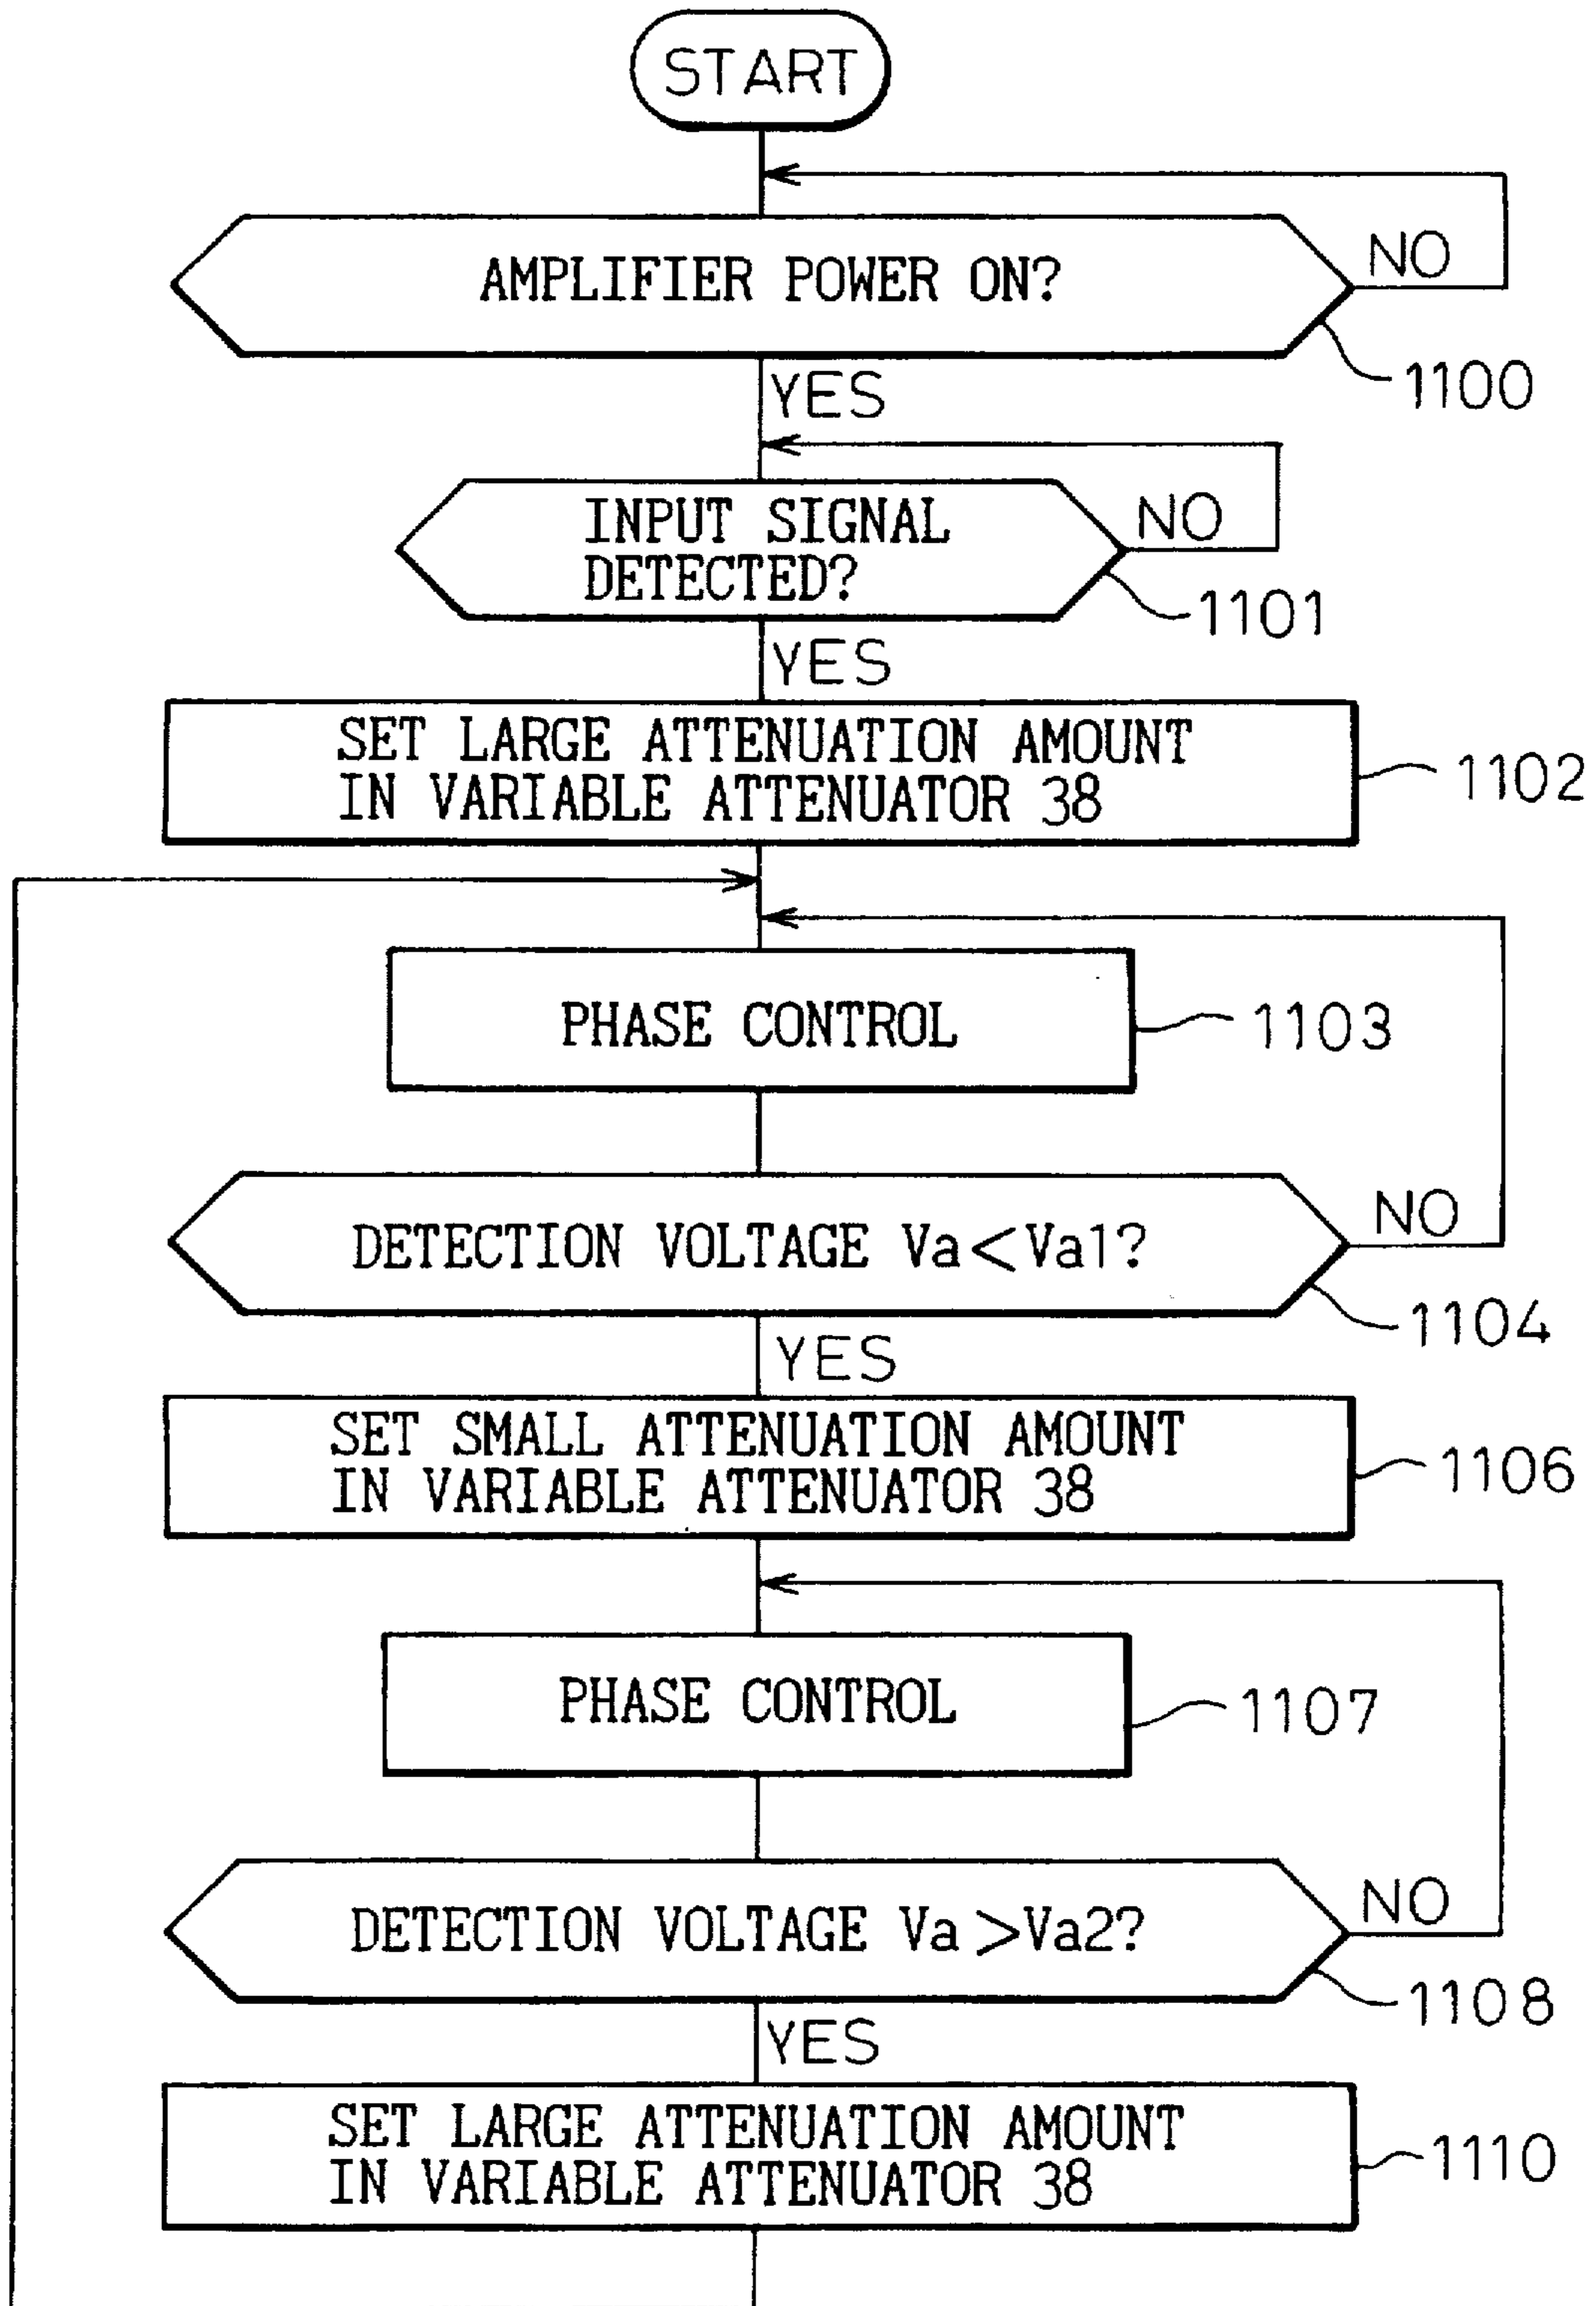 START
NO
AMPLIFIER POWER ON?
1100
YES
NO
INPUT SIGNAL
DETECTED?
1101
YES
SET LARGE ATTENUATION AMOUNT
IN VARIABLE ATTENUATOR 38
1102
PHASE CONTROL
1103
NO
DETECTION VOLTAGE Va<Va1?
1104
YES
SET SMALL ATTENUATION AMOUNT
IN VARIABLE ATTENUATOR 38
1106
PHASE CONTROL
1107
NO
DETECTION VOLTAGE Va>Va2?
1108
YES
SET LARGE ATTENUATION AMOUNT
IN VARIABLE ATTENUATOR 38
1110